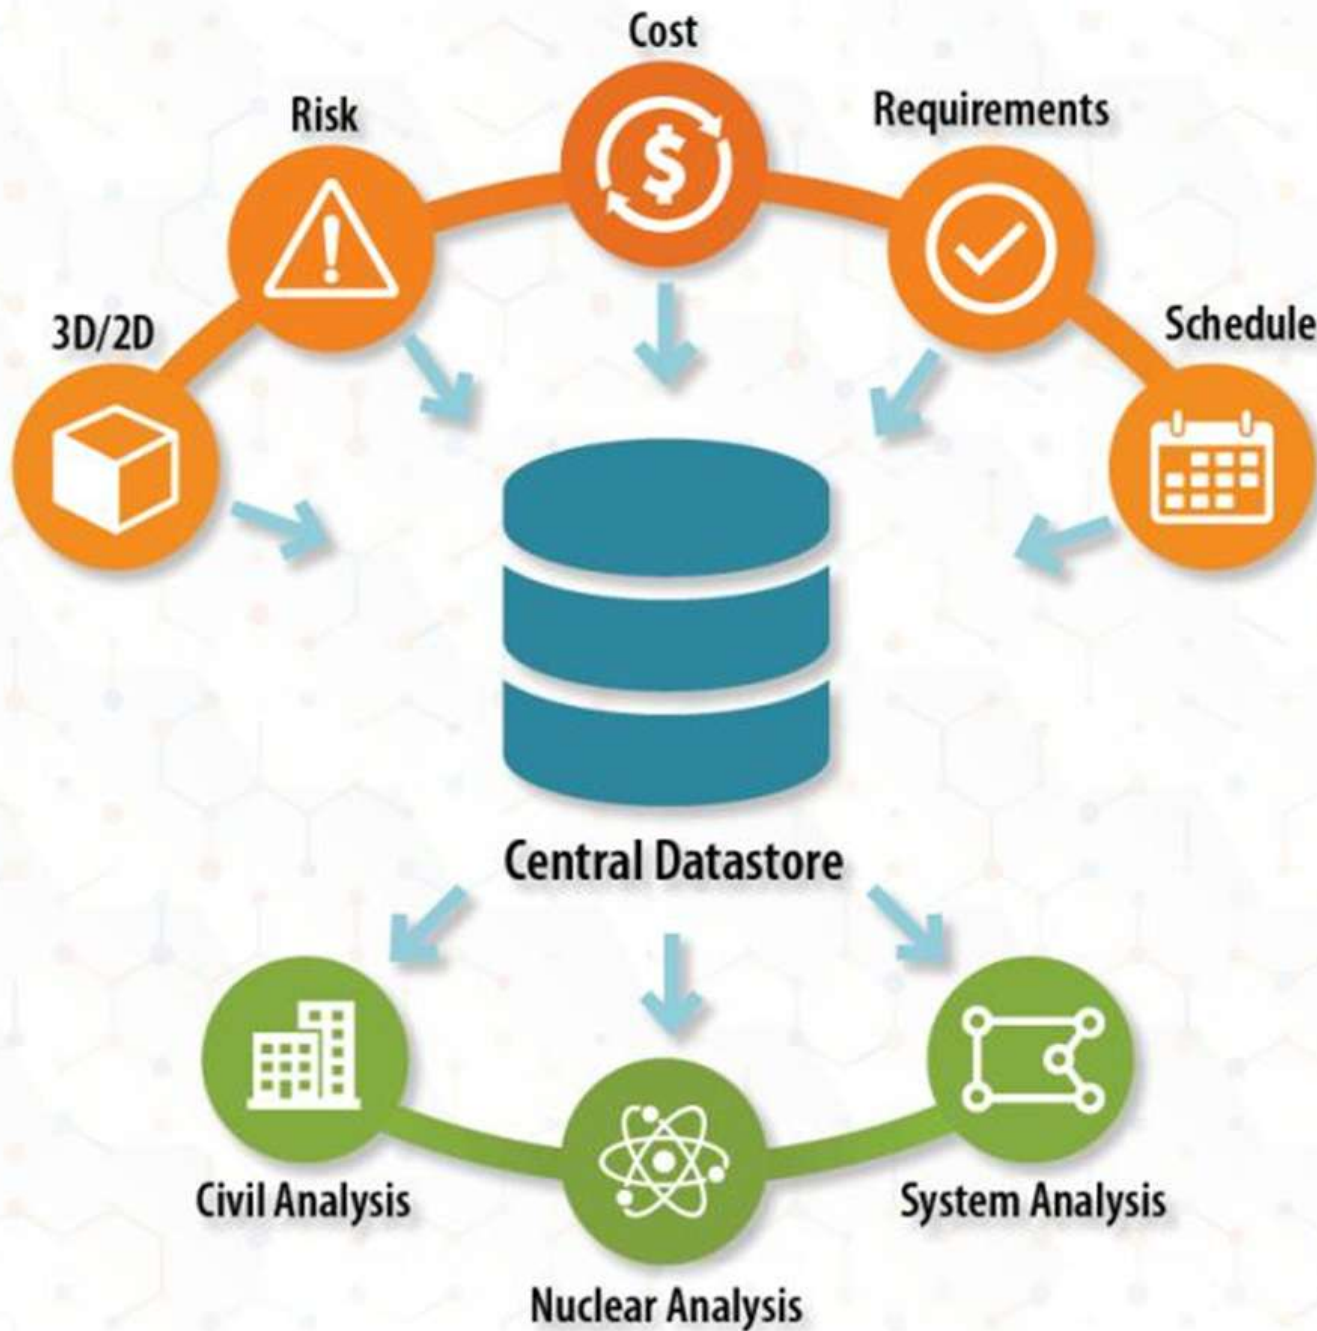 Cost
Risk
Requirements
3D/2D
Schedule
$
Central Datastore
Civil Analysis
System Analysis
Nuclear Analysis